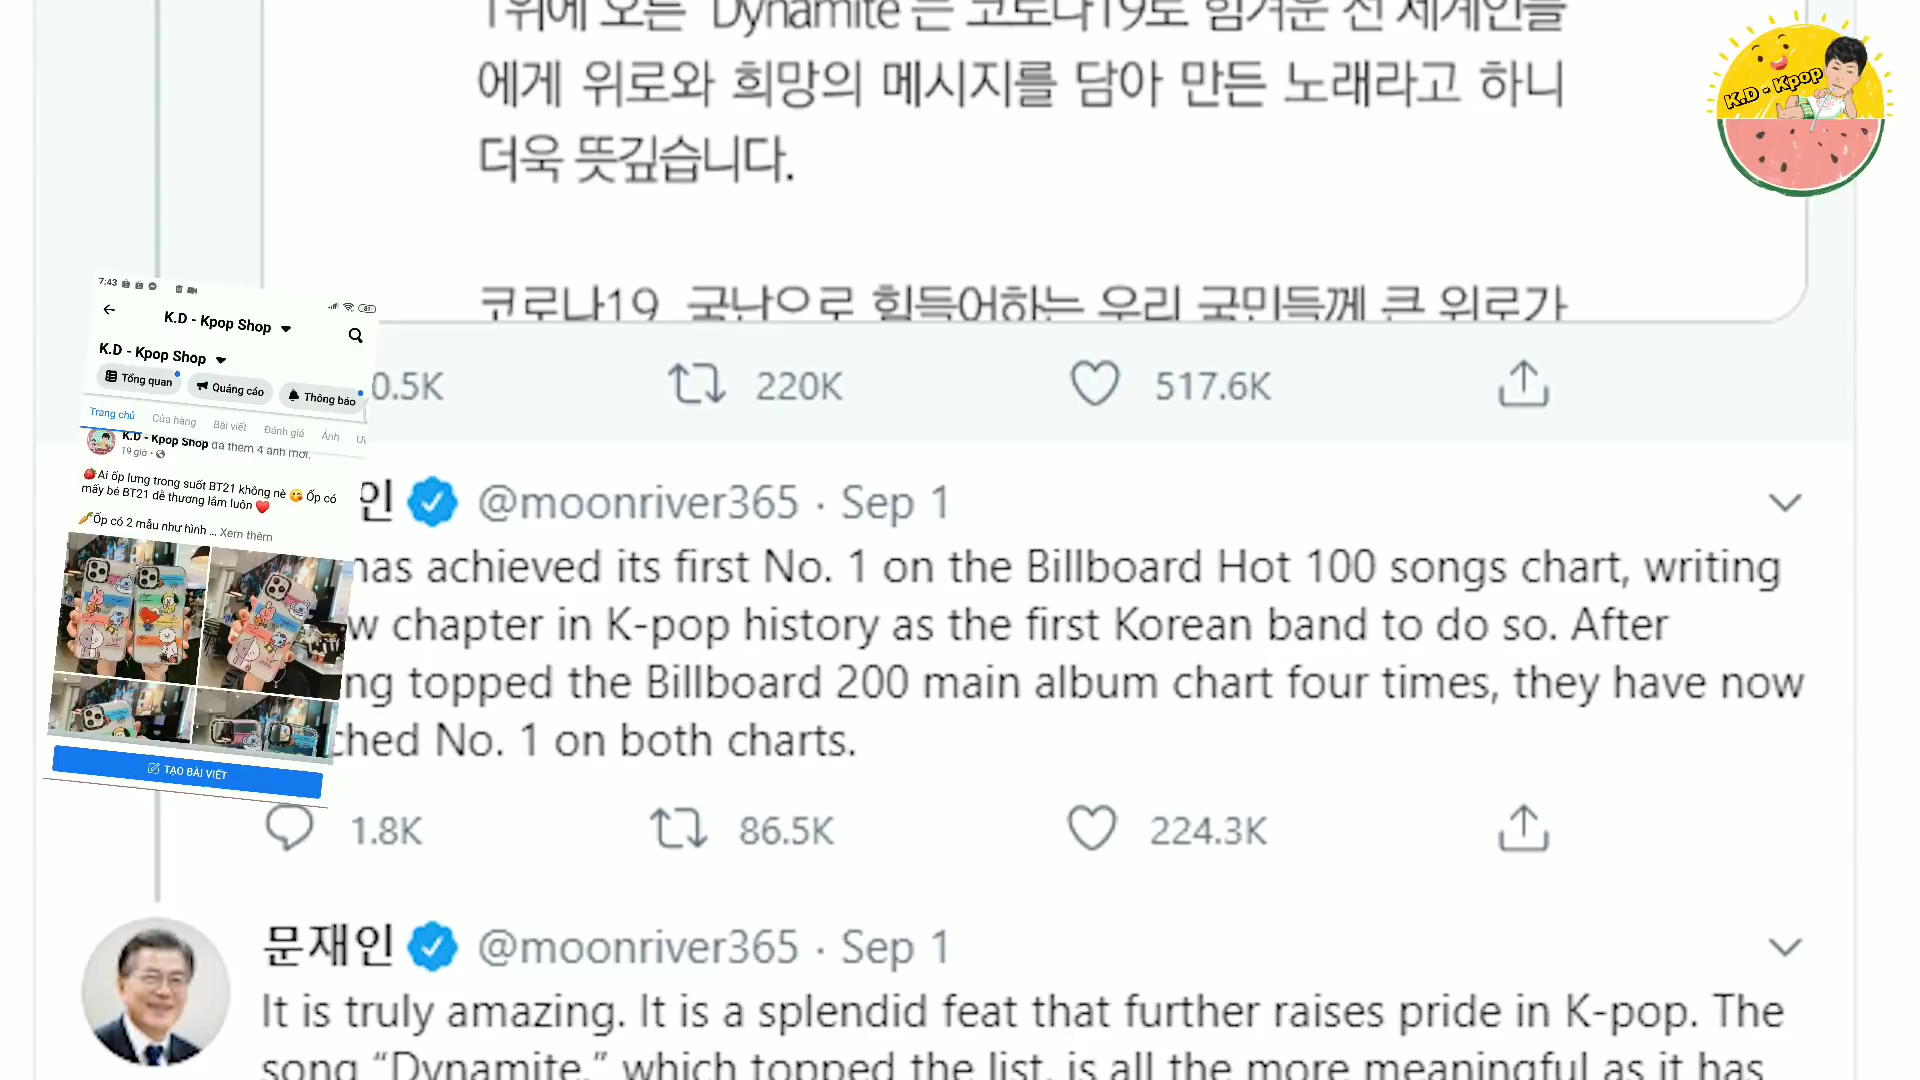 1위에 오른 'Dynamite'는 코로나19로 힘겨운 전 세계인들
에게 위로와 희망의 메시지를 담아 만든 노래라고 하니
더욱 뜻깊습니다.
코로나19 국난으로 힘들어하는 우리 국민들께 큰 위로가
0.5K 220K 517.6K
인 @moonriver365 · Sep 1
has achieved its first No. 1 on the Billboard Hot 100 songs chart, writing
w chapter in K-pop history as the first Korean band to do so. After
ng topped the Billboard 200 main album chart four times, they have now
ched No. 1 on both charts.
1.8K 86.5K 224.3K
문재인 @moonriver365 · Sep 1
It is truly amazing. It is a splendid feat that further raises pride in K-pop. The
song “Dynamite,” which topped the list, is all the more meaningful as it has
K.D - Kpop
7:43
K.D - Kpop Shop
K.D - Kpop Shop
Tổng quan Quảng cáo Thông báo
Trang chủ Cửa hàng Bài viết Đánh giá Ảnh
K.D - Kpop Shop đã thêm 4 ảnh mới.
19 giờ ·
Ai ốp lưng trong suốt BT21 không nè 😋 Ốp có
mấy bé BT21 dễ thương lắm luôn ❤️
🥕Ốp có 2 mẫu như hình ... Xem thêm
TẠO BÀI VIẾT